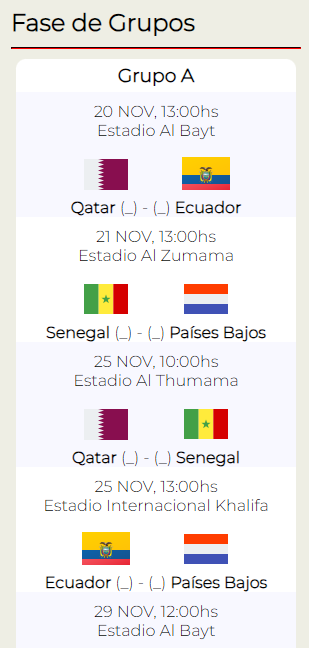 Fase de Grupos
Grupo A
20 NOV, 13:00hs
Estadio Al Bayt
Qatar (_) - (_) Ecuador
21 NOV, 13:00hs
Estadio Al Zumama
Senegal (_) - (_) Países Bajos
25 NOV, 10:00hs
Estadio Al Thumama
Qatar (_) - (_) Senegal
25 NOV, 13:00hs
Estadio Internacional Khalifa
Ecuador (_) - (_) Países Bajos
29 NOV, 12:00hs
Estadio Al Bayt